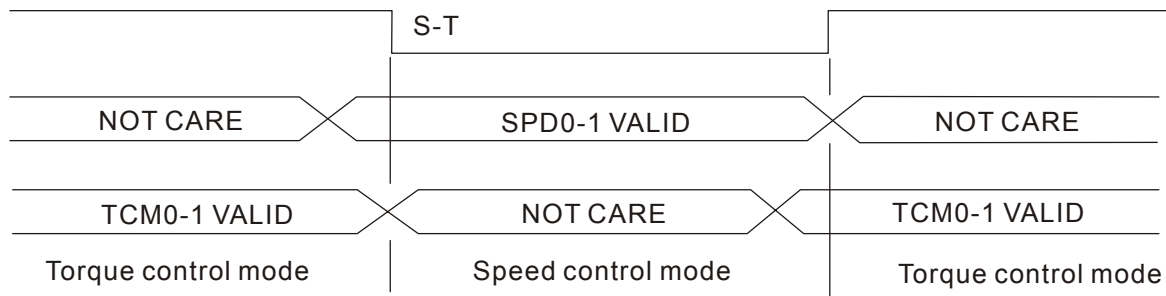 S-T
NOT CARE SPD0-1 VALID NOT CARE
TCM0-1 VALID NOT CARE TCM0-1 VALID
Torque control mode Speed control mode Torque control mode